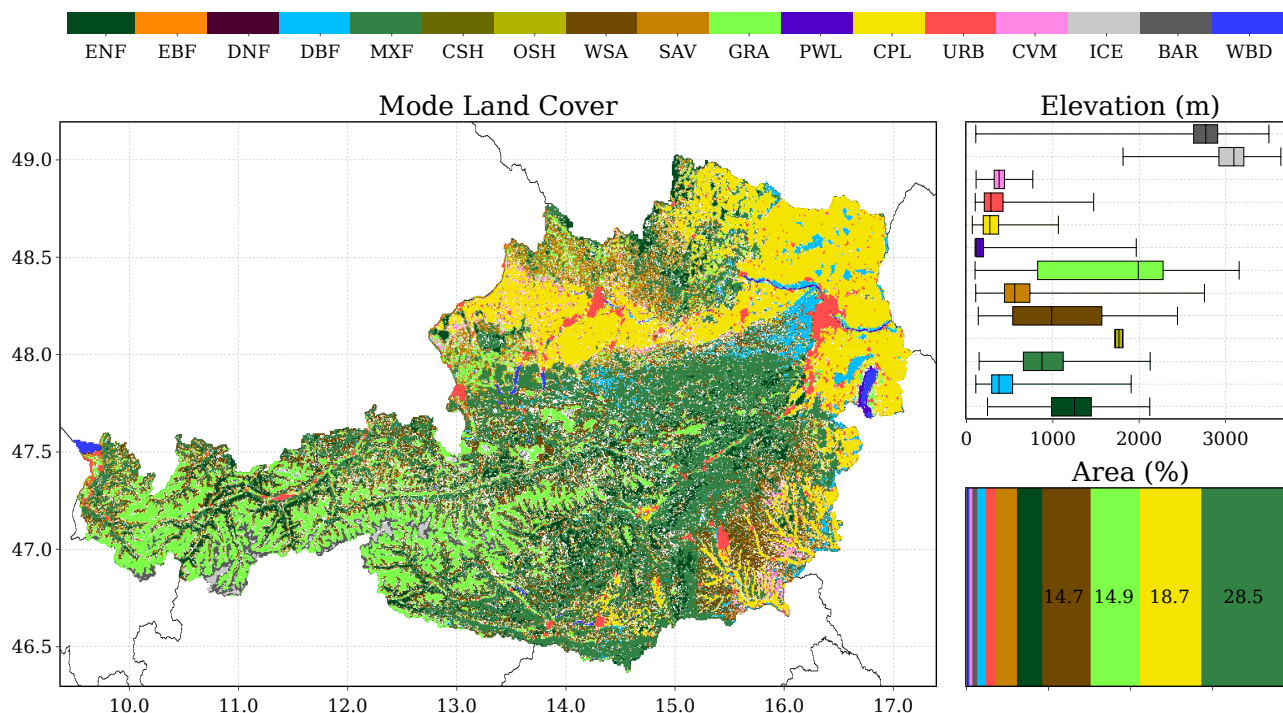 ENF EBF DNF DBF MXF CSH OSH WSA SAV GRA PWL CPL URB CVM ICE BAR WBD
Mode Land Cover
49.0
48.5
48.0
47.5
47.0
46.5
10.0 11.0 12.0 13.0 14.0 15.0 16.0 17.0
Elevation (m)
0 1000 2000 3000
Area (%)
14.7 14.9 18.7 28.5